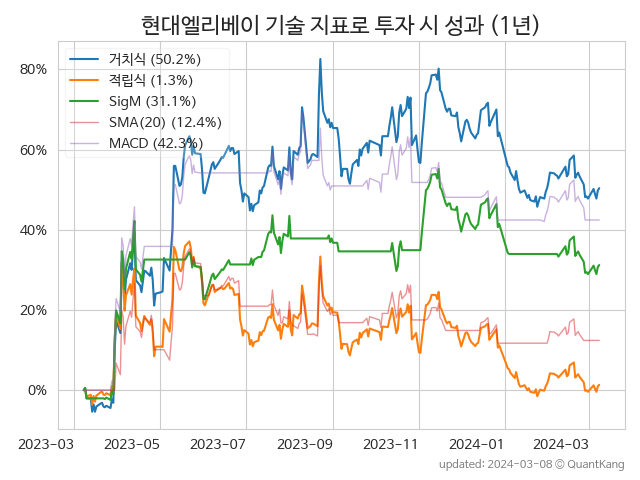 현대엘리베이 기술 지표로 투자 시 성과 (1년)
거치식 (50.2%)
적립식 (1.3%)
SigM (31.1%)
SMA(20) (12.4%)
MACD (42.3%)
80%
60%
40%
20%
0%
2023-03 2023-05 2023-07 2023-09 2023-11 2024-01 2024-03
updated: 2024-03-08 © QuantKang